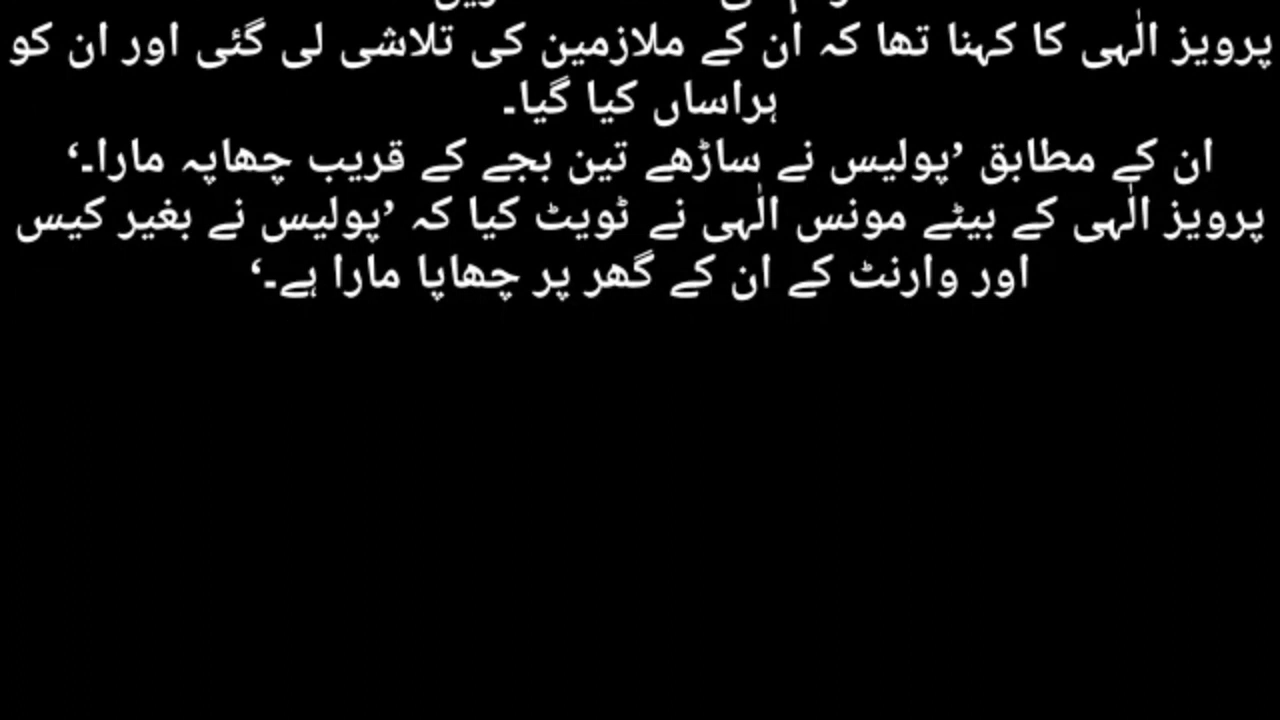 پرویز الٰہی کا کہنا تھا کہ ان کے ملازمین کی تلاشی لی گئی اور ان کو
ہراساں کیا گیا۔
ان کے مطابق ’پولیس نے ساڑھے تین بجے کے قریب چھاپہ مارا۔‘
پرویز الٰہی کے بیٹے مونس الٰہی نے ٹویٹ کیا کہ ’پولیس نے بغیر کیس
اور وارنٹ کے ان کے گھر پر چھاپا مارا ہے۔‘